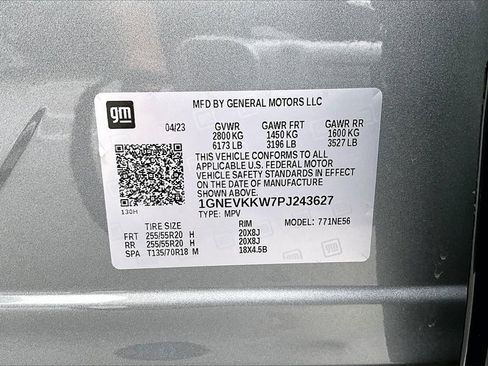 gm
MFD BY GENERAL MOTORS LLC
04/23 GVWR GAWR FRT GAWR RR
2800 KG 1450 KG 1600 KG
6173 LB 3196 LB 3527 LB
THIS VEHICLE CONFORMS TO ALL APPLICABLE
U.S. FEDERAL MOTOR
VEHICLE SAFETY STANDARDS IN EFFECT
ON THE DATE OF MANUFACTURE
SHOWN ABOVE.
1GNEVKKW7PJ243627
130H TYPE: MPV
TIRE SIZE RIM MODEL: 771NE56
FRT 255/55R20 H 20X8J
RR 255/55R20 H 20X8J
SPA T135/70R18 M 18X4.5B